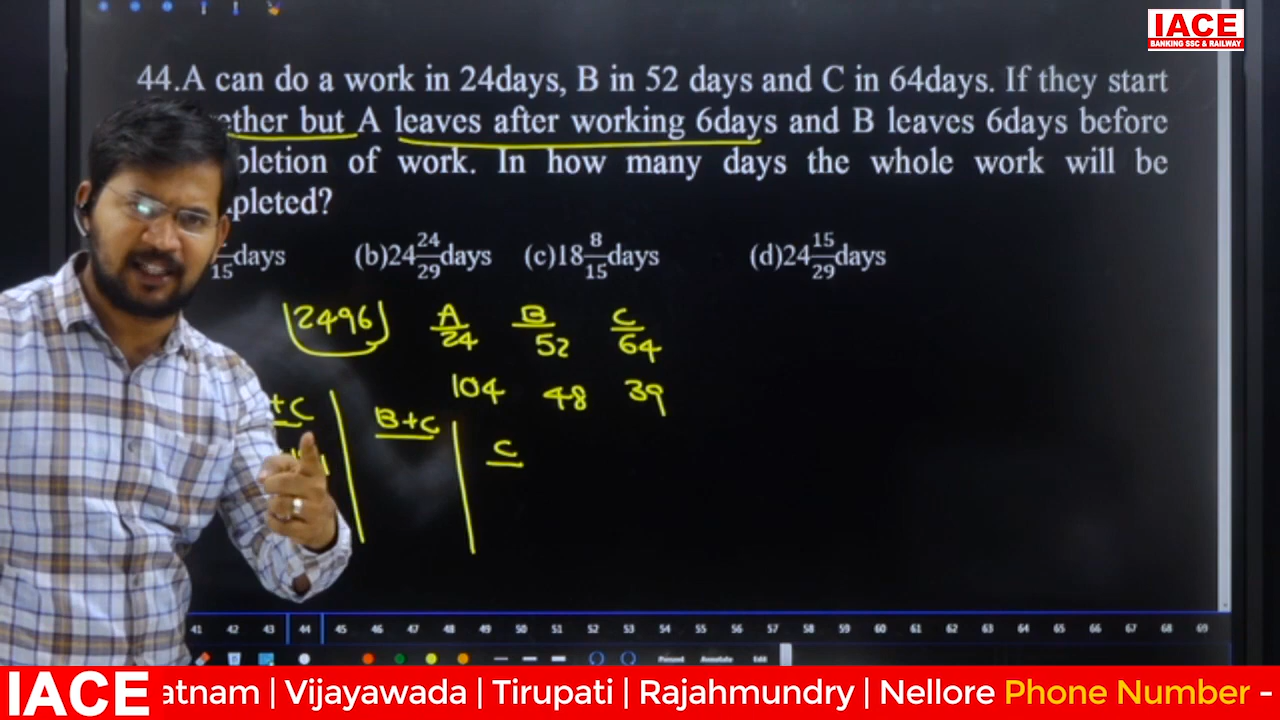 IACE
BANKING SSC & RAILWAY
44.A can do a work in 24days, B in 52 days and C in 64days. If they start
but A leaves after working 6days and B leaves 6days before
of work. In how many days the whole work will be
15 days (b)24 24/29 days (c)18 8/15 days (d)24 15/29 days
2496 A B C
24 52 64
104 48 39
+C B+C C
41 42 43 44 45 46 47 48 49 50 51 52 53 54 55 56 57 58 59 60 61 62 63 64 65 66 67 68 69
Present Annotate Edit
IACE | Vijayawada | Tirupati | Rajahmundry | Nellore Phone Number -